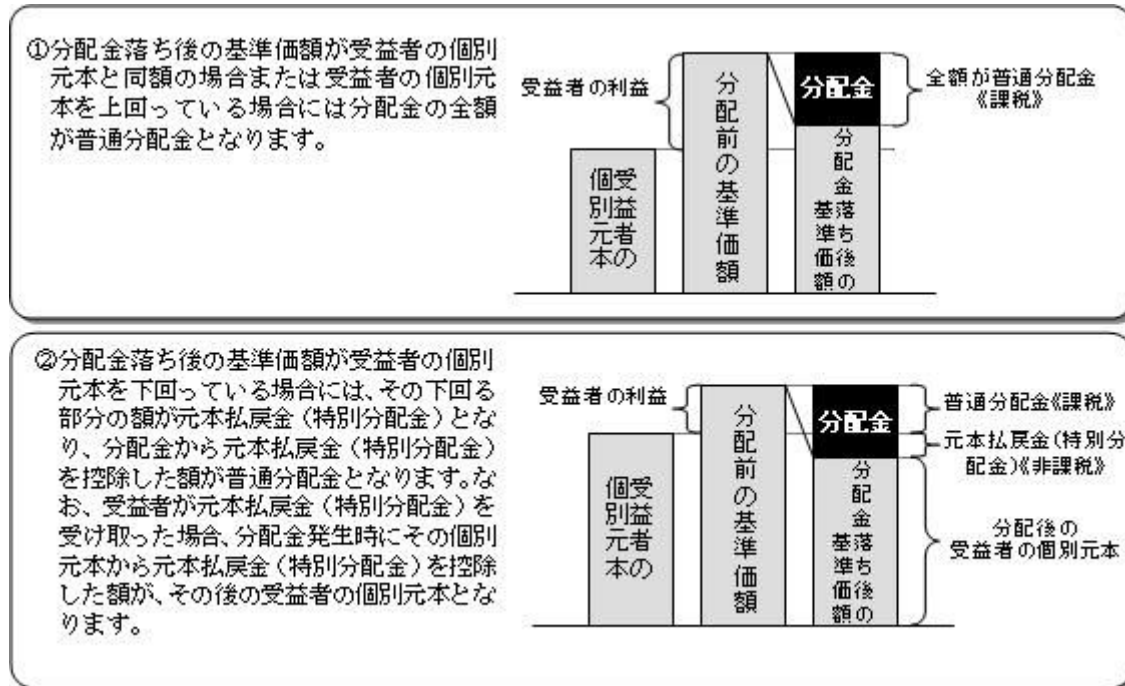 ①分配金落ち後の基準価額が受益者の個別
元本と同額の場合または受益者の個別元
本を上回っている場合には分配金の全額
が普通分配金となります。
受益者の利益
受益者の
個別元本
分配前の基準価額
分配金
分配金落ち後の
基準価額
全額が普通分配金
《課税》
②分配金落ち後の基準価額が受益者の個別
元本を下回っている場合には、その下回る
部分の額が元本払戻金(特別分配金)とな
り、分配金から元本払戻金(特別分配金)
を控除した額が普通分配金となります。な
お、受益者が元本払戻金(特別分配金)を
受け取った場合、分配金発生時にその個別
元本から元本払戻金(特別分配金)を控除
した額が、その後の受益者の個別元本とな
ります。
受益者の利益
受益者の
個別元本
分配前の基準価額
分配金
分配金落ち後の
基準価額
普通分配金《課税》
元本払戻金(特別分
配金)《非課税》
分配後の
受益者の個別元本